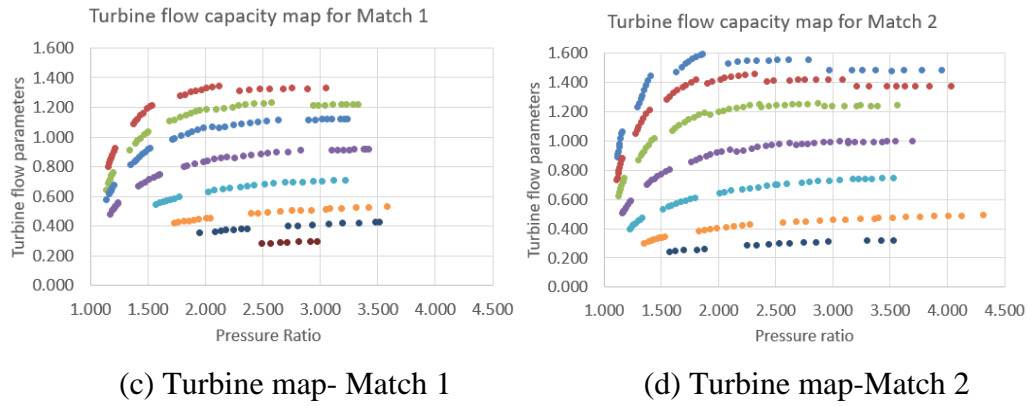 Turbine flow capacity map for Match 1
Turbine flow parameters
1.600
1.400
1.200
1.000
0.800
0.600
0.400
0.200
0.000
1.000 1.500 2.000 2.500 3.000 3.500 4.000 4.500
Pressure Ratio
(c) Turbine map- Match 1
Turbine flow capacity map for Match 2
Turbine flow parameters
1.600
1.400
1.200
1.000
0.800
0.600
0.400
0.200
0.000
1.000 1.500 2.000 2.500 3.000 3.500 4.000 4.500
Pressure ratio
(d) Turbine map-Match 2